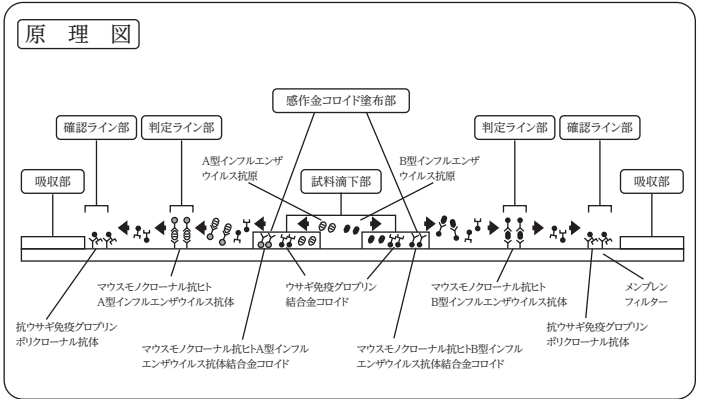 原理図
感作金コロイド塗布部
確認ライン部
判定ライン部
判定ライン部
確認ライン部
A型インフルエンザ
ウイルス抗原
B型インフルエンザ
ウイルス抗原
吸収部
試料滴下部
吸収部
マウスモノクローナル抗ヒト
A型インフルエンザウイルス抗体
ウサギ免疫グロブリン
結合金コロイド
マウスモノクローナル抗ヒト
B型インフルエンザウイルス抗体
メンブレン
フィルター
抗ウサギ免疫グロブリン
ポリクローナル抗体
抗ウサギ免疫グロブリン
ポリクローナル抗体
マウスモノクローナル抗ヒトA型インフル
エンザウイルス抗体結合金コロイド
マウスモノクローナル抗ヒトB型インフル
エンザウイルス抗体結合金コロイド